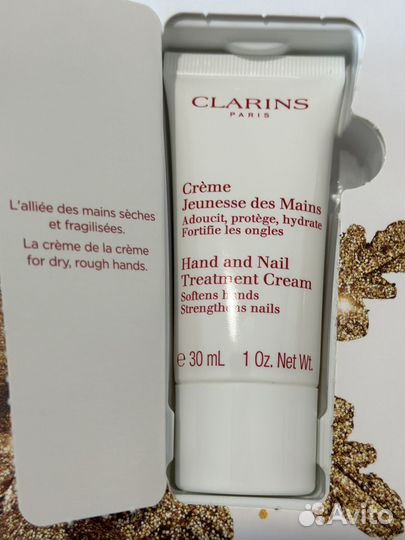 L'alliée des mains sèches
et fragilisées.
La crème de la crème
for dry, rough hands.
CLARINS
PARIS
Crème
Jeunesse des Mains
Adoucit, protège, hydrate
Fortifie les ongles
Hand and Nail
Treatment Cream
Softens hands
Strengthens nails
e 30 mL 1 Oz. Net Wt.
Avito